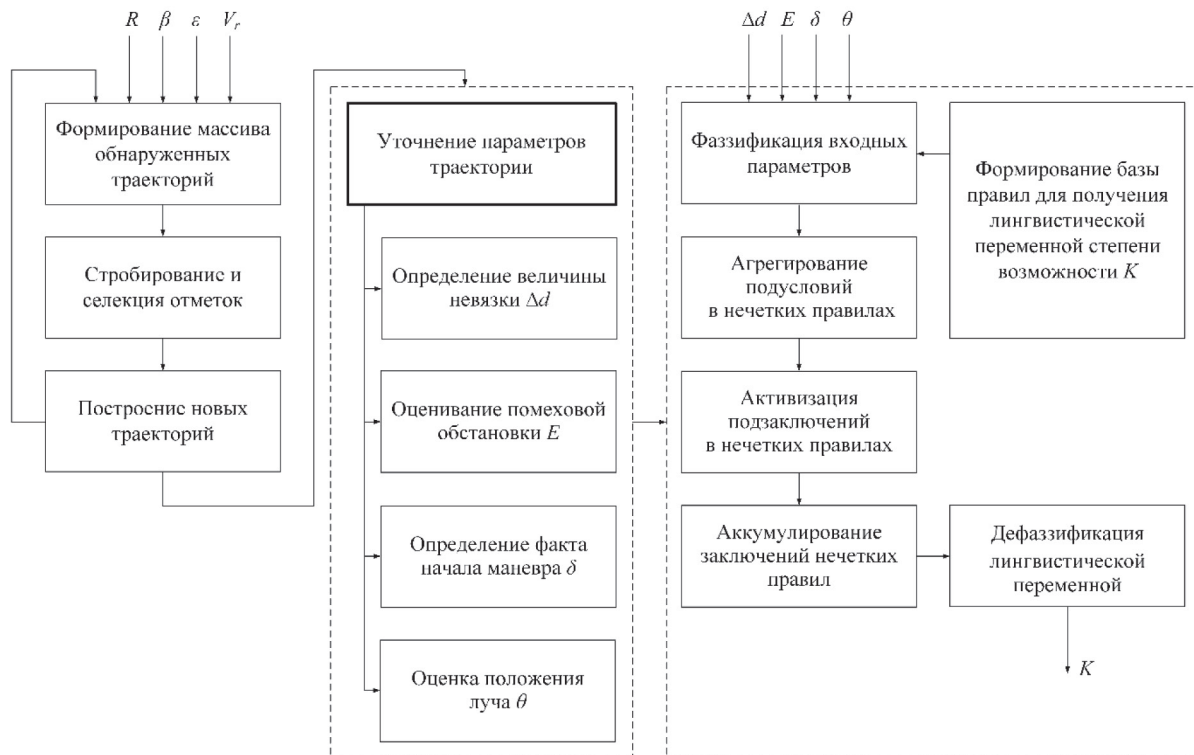 R β ε V_r
Формирование массива
обнаруженных
траекторий
Стробирование и
селекция отметок
Построение новых
траекторий
Уточнение параметров
траектории
Определение величины
невязки Δd
Оценивание помеховой
обстановки E
Определение факта
начала маневра δ
Оценка положения
луча θ
Δd E δ θ
Фаззификация входных
параметров
Агрегирование
подусловий
в нечетких правилах
Активизация
подзаключений
в нечетких правилах
Аккумулирование
заключений нечетких
правил
Формирование базы
правил для получения
лингвистической
переменной степени
возможности K
Дефаззификация
лингвистической
переменной
K